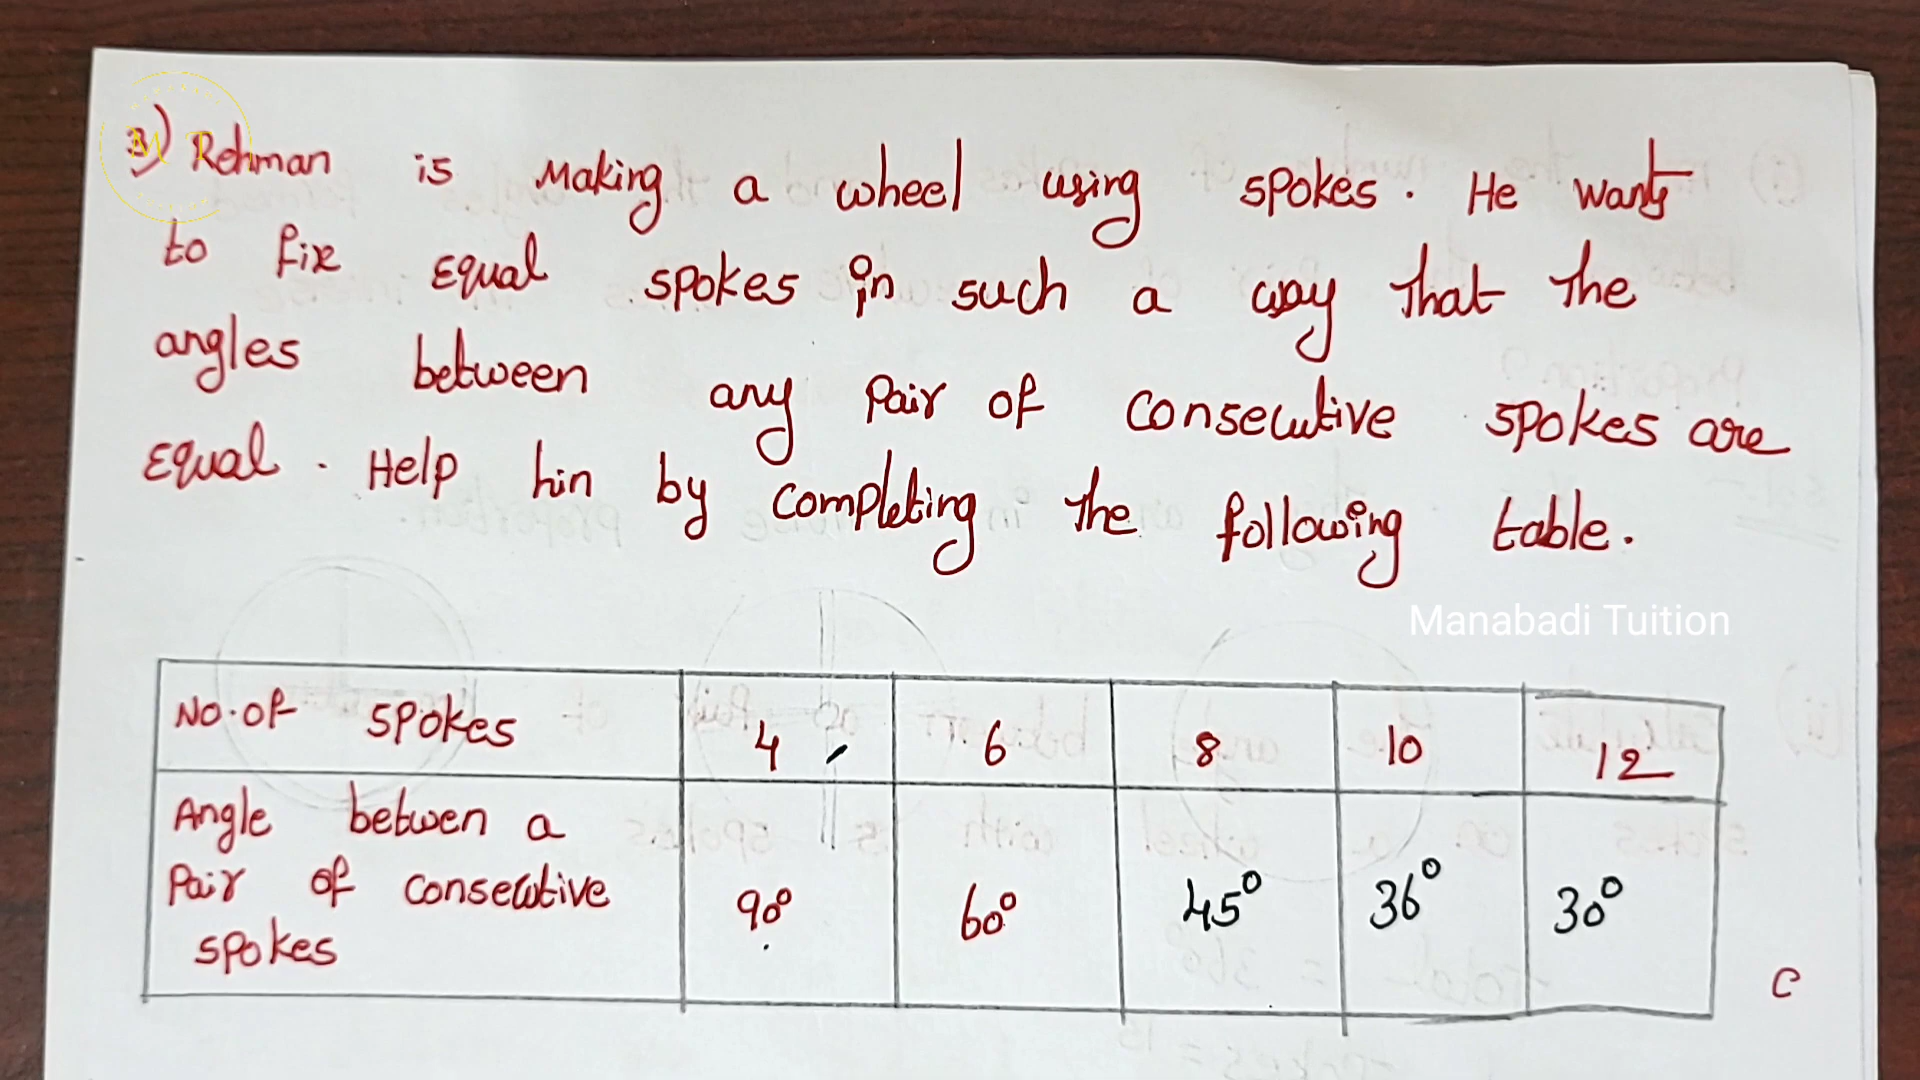 3) Rehman is Making a wheel using spokes. He wants
to fix equal spokes in such a way that the
angles between any Pair of consecutive spokes are
equal. Help hin by completing the following table.
Manabadi Tuition
No.of spokes 4 6 8 10 12
Angle betwen a
Pair of consecutive
spokes 90° 60° 45° 36° 30°
C
M T